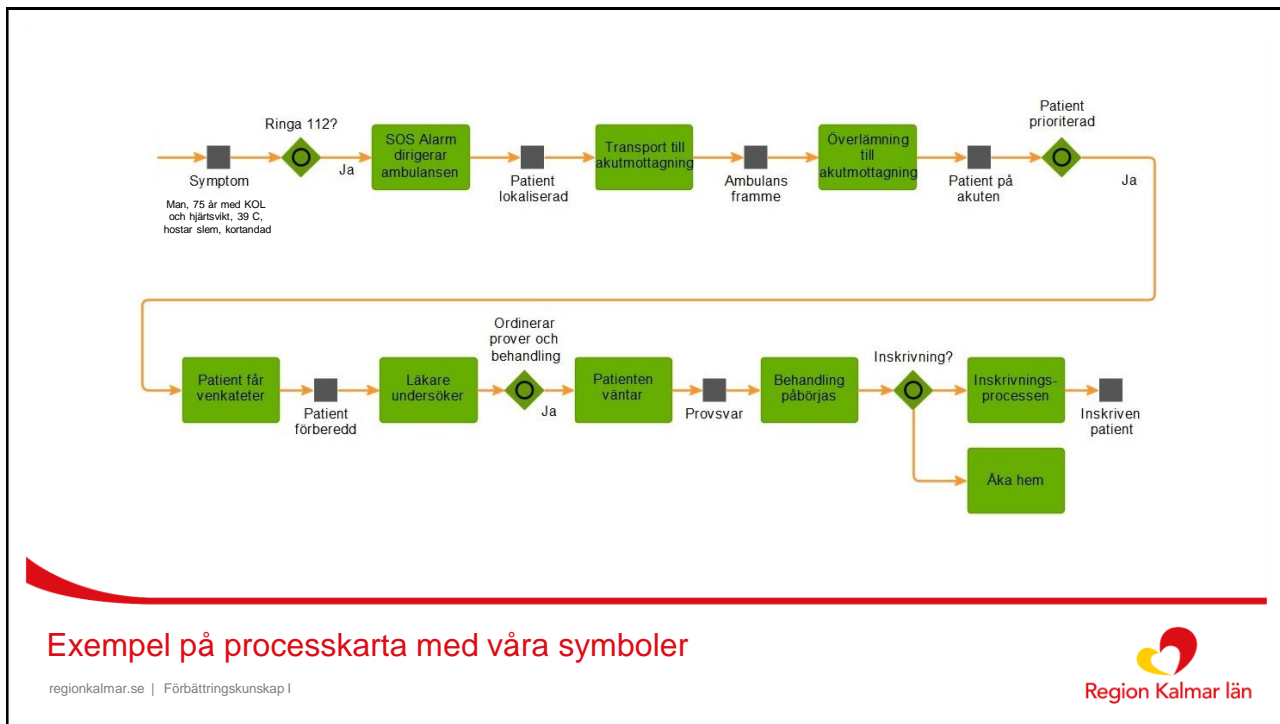 Ringa 112?
Symptom
Man, 75 år med KOL
och hjärtsvikt, 39 C,
hostar slem, kortandad
Ja
SOS Alarm
dirigerar
ambulansen
Patient
lokaliserad
Transport till
akutmottagning
Ambulans
framme
Överlämning
till
akutmottagning
Patient på
akuten
Patient
prioriterad
Ja
Patient får
venkateter
Patient
förberedd
Läkare
undersöker
Ordinerar
prover och
behandling
Ja
Patienten
väntar
Provsvar
Behandling
påbörjas
Inskrivning?
Inskrivnings-
processen
Inskriven
patient
Åka hem
Exempel på processkarta med våra symboler
regionkalmar.se | Förbättringskunskap I
Region Kalmar län